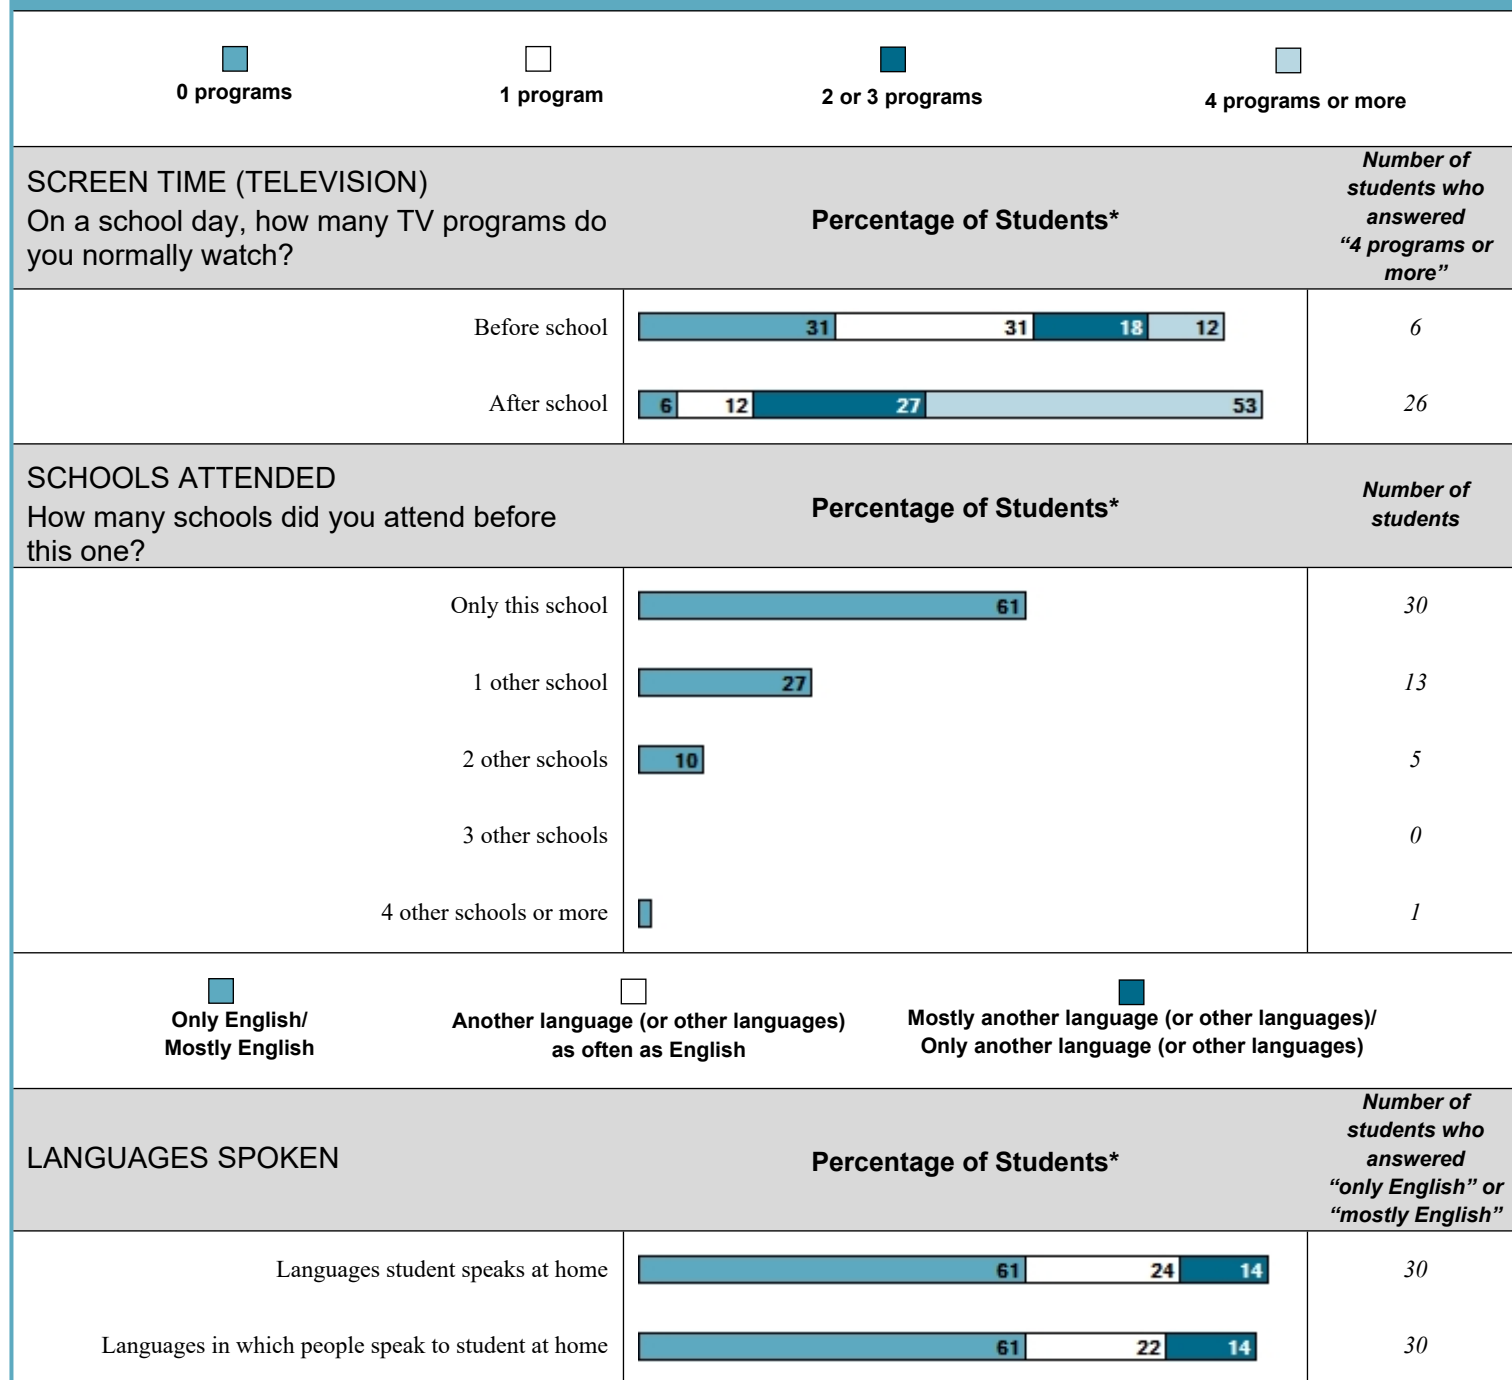 0 programs
1 program
2 or 3 programs
4 programs or more
SCREEN TIME (TELEVISION)
On a school day, how many TV programs do
you normally watch?
Percentage of Students*
Number of
students who
answered
“4 programs or
more”
Before school
31 31 18 12
6
After school
6 12 27 53
26
SCHOOLS ATTENDED
How many schools did you attend before
this one?
Percentage of Students*
Number of
students
Only this school
61
30
1 other school
27
13
2 other schools
10
5
3 other schools
0
4 other schools or more
1
Only English/
Mostly English
Another language (or other languages)
as often as English
Mostly another language (or other languages)/
Only another language (or other languages)
LANGUAGES SPOKEN
Percentage of Students*
Number of
students who
answered
“only English” or
“mostly English”
Languages student speaks at home
61 24 14
30
Languages in which people speak to student at home
61 22 14
30